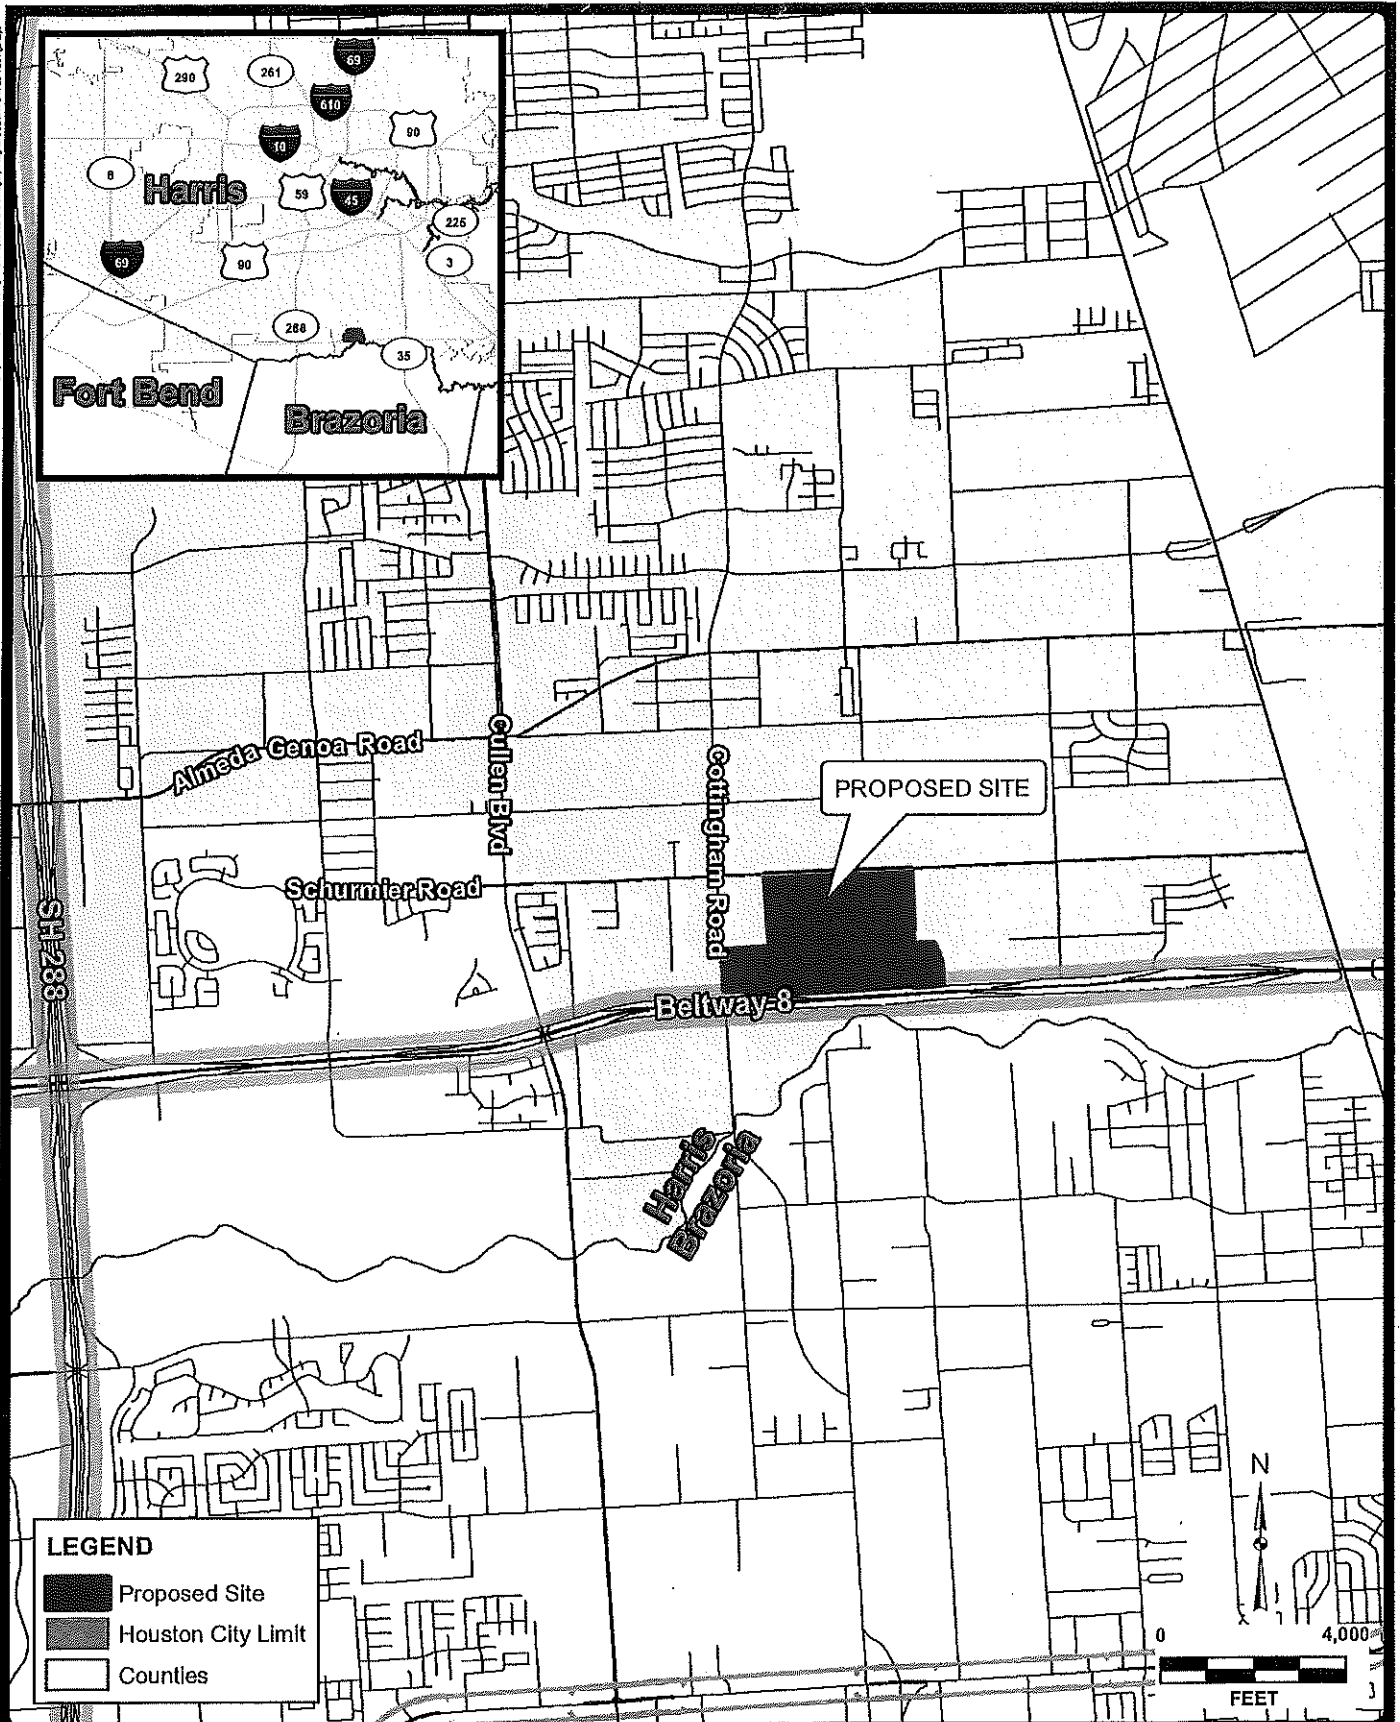 69
290
261
610
10
90
8
Harris
59
45
225
69
90
3
288
35
Fort Bend
Brazoria
Almeda Genoa Road
Cullen Blvd
Cottingham Road
PROPOSED SITE
Schurmier Road
SH 288
Beltway 8
Harris
Brazoria
N
LEGEND
Proposed Site
Houston City Limit
Counties
0 4,000
FEET